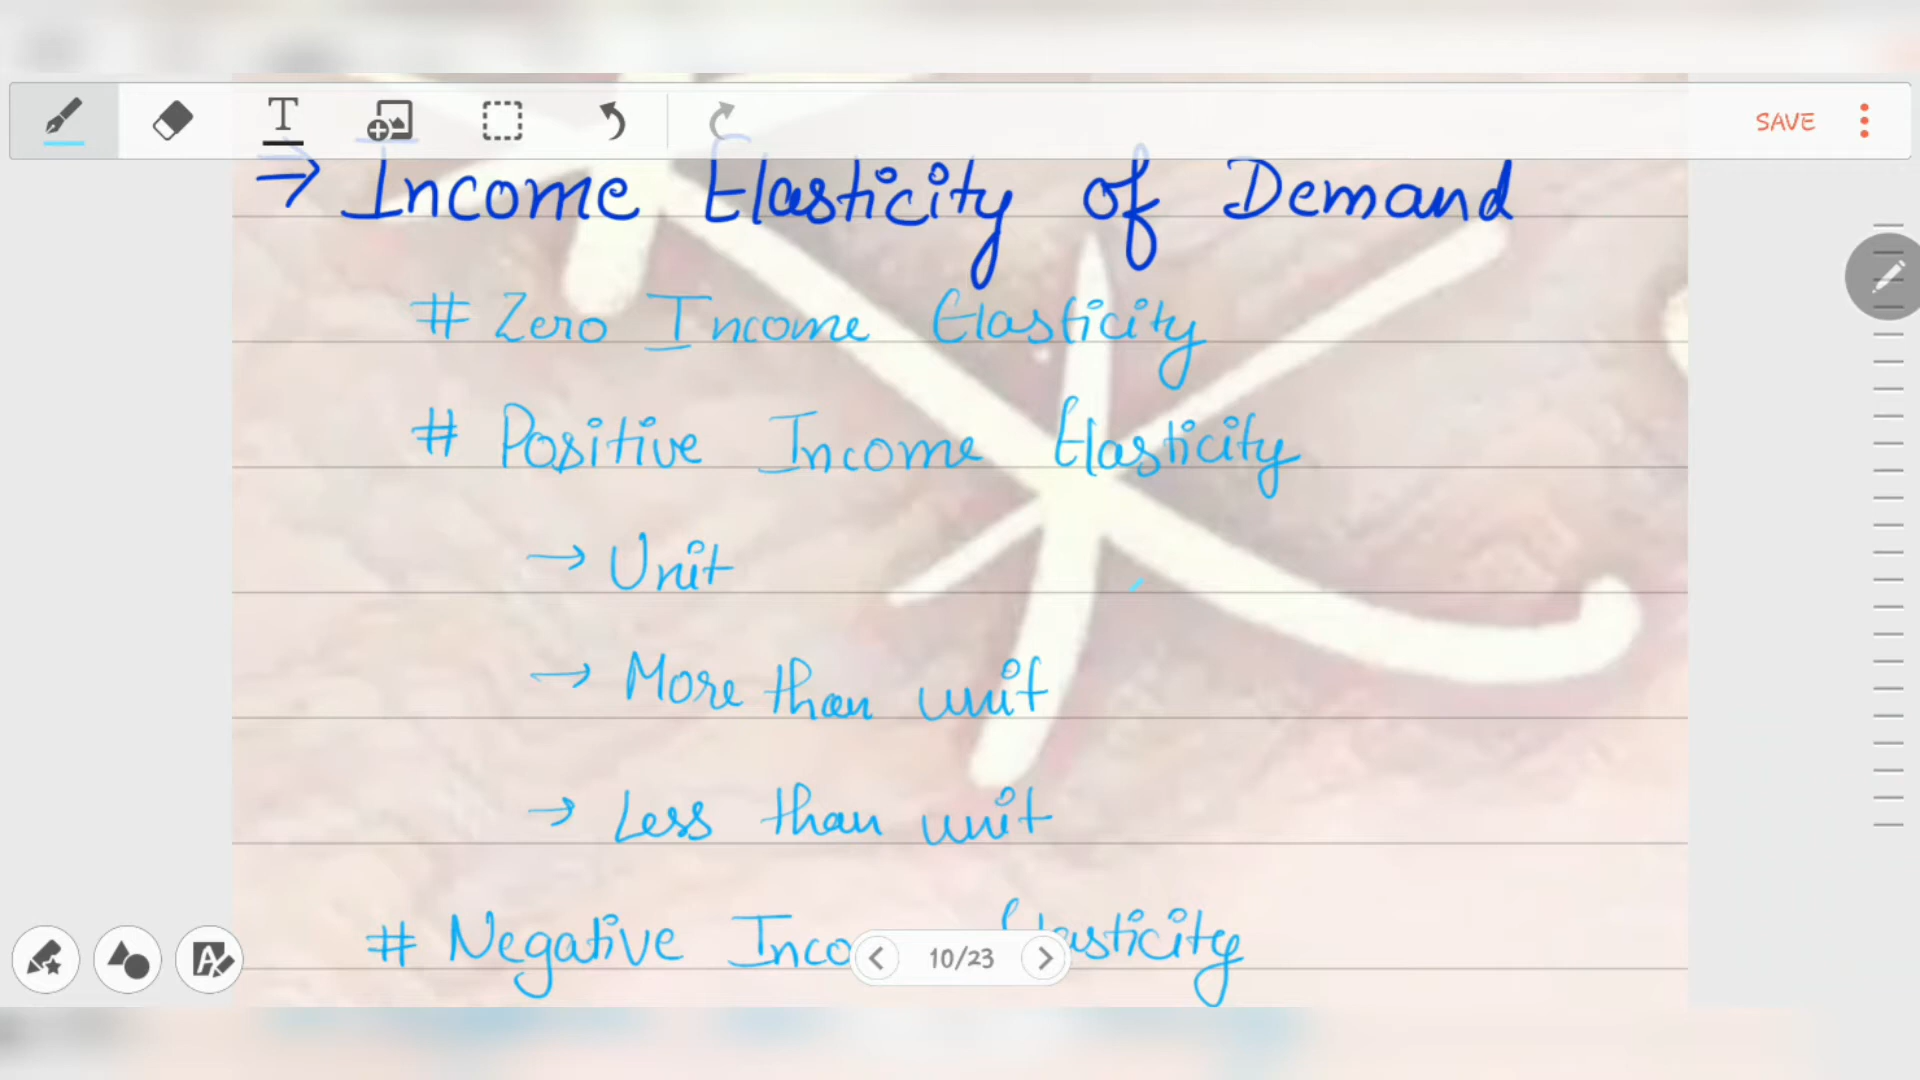 T
SAVE
⇒ Income Elasticity of Demand
# Zero Income Elasticity
# Positive Income Elasticity
→ Unit
→ More than unit
→ Less than unit
# Negative Inco asticity
10/23